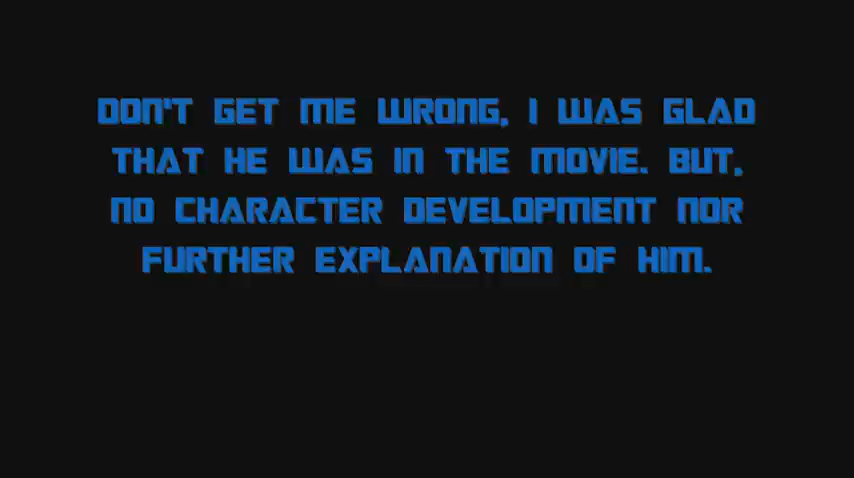 DON'T GET ME WRONG, I WAS GLAD
THAT HE WAS IN THE MOVIE. BUT,
NO CHARACTER DEVELOPMENT NOR
FURTHER EXPLANATION OF HIM.